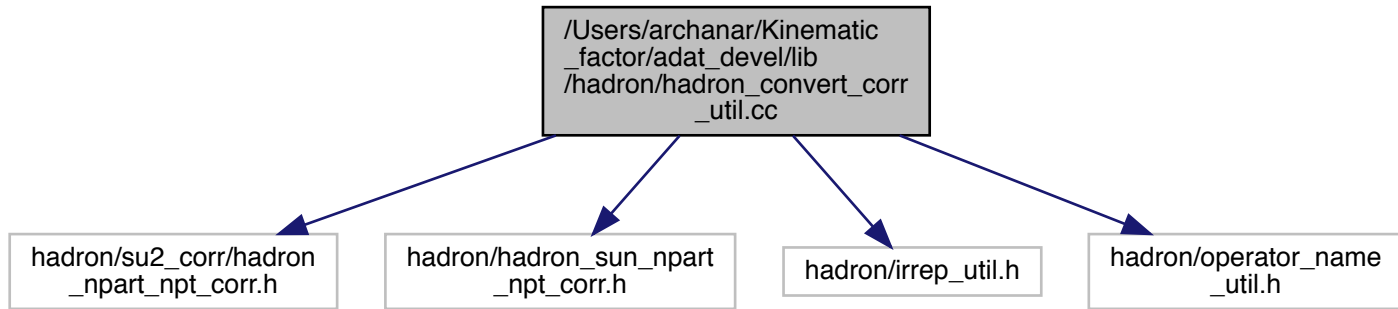 /Users/archanar/Kinematic
_factor/adat_devel/lib
/hadron/hadron_convert_corr
_util.cc
hadron/su2_corr/hadron
_npart_npt_corr.h
hadron/hadron_sun_npart
_npt_corr.h
hadron/irrep_util.h
hadron/operator_name
_util.h